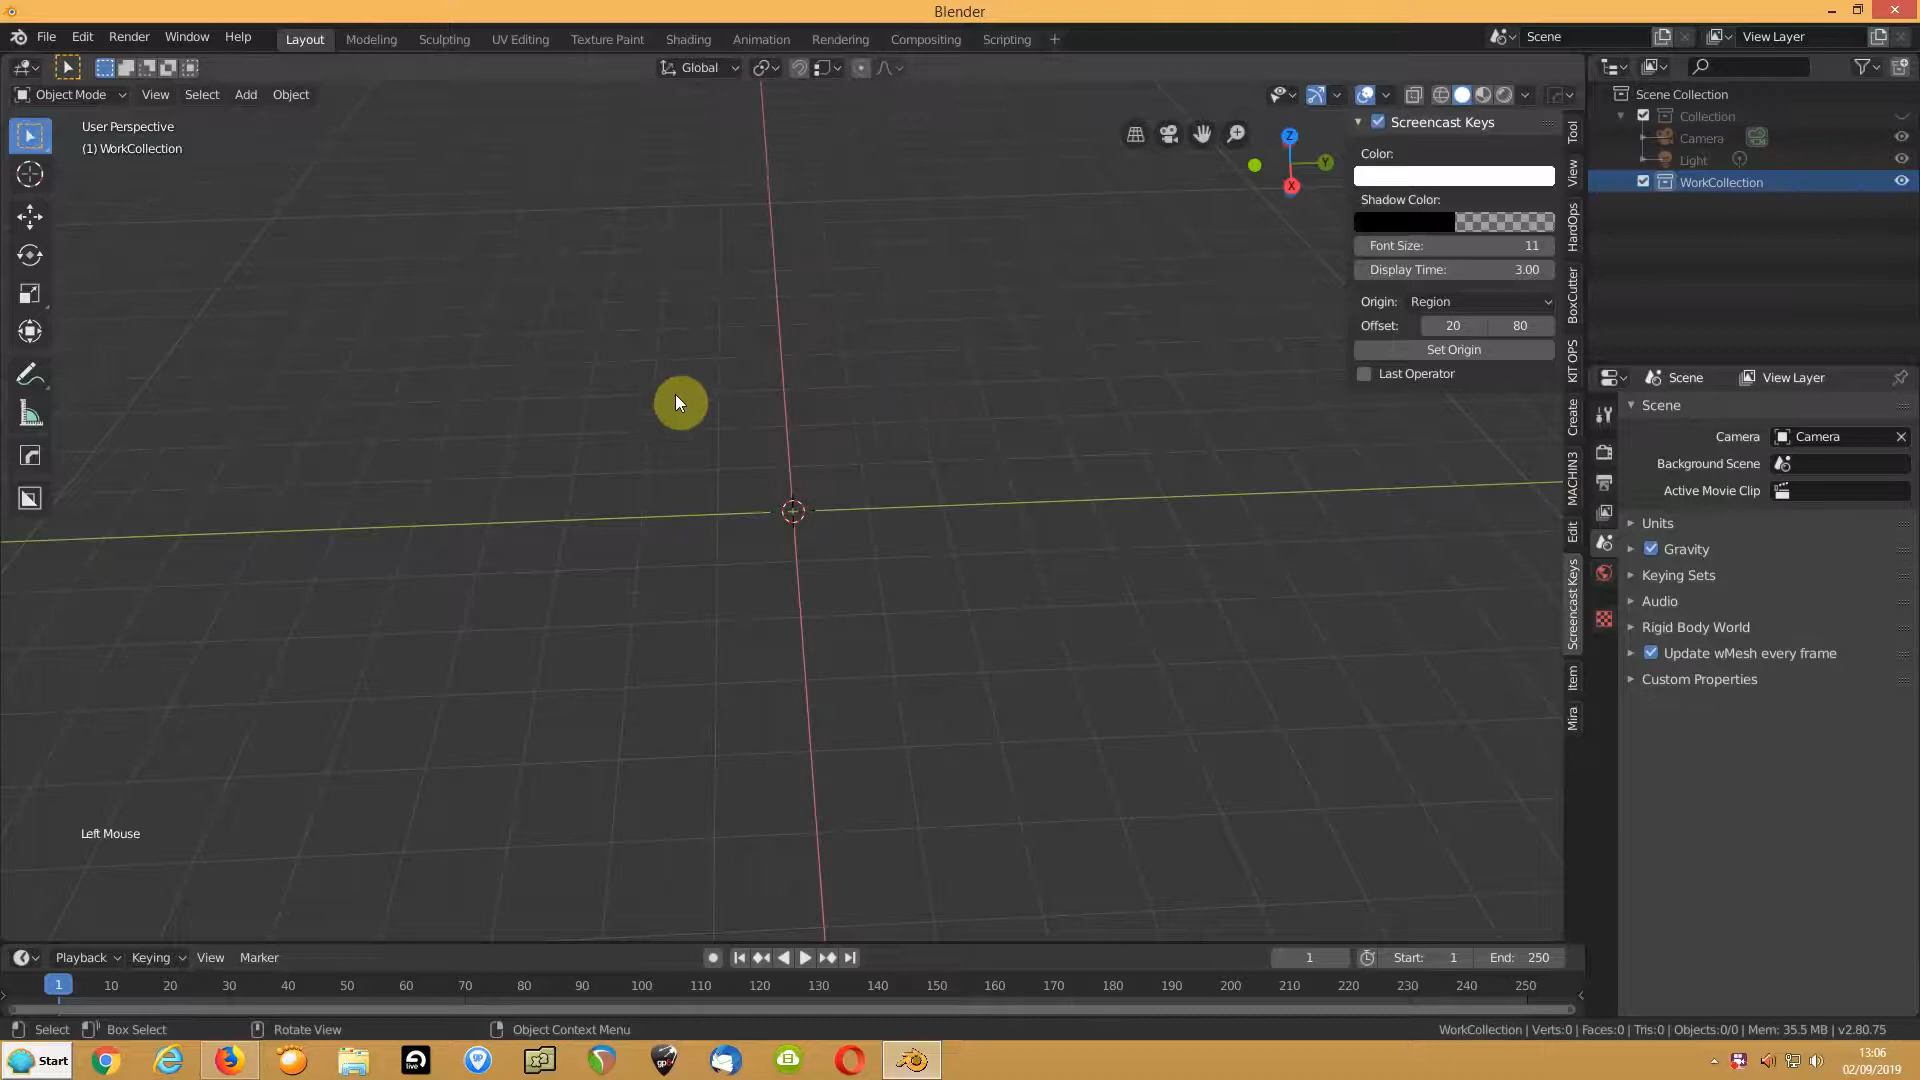 Blender
File Edit Render Window Help Layout Modeling Sculpting UV Editing Texture Paint Shading Animation Rendering Compositing Scripting + Scene View Layer
Global
Object Mode View Select Add Object
User Perspective
(1) WorkCollection
Z
Y
X
Screencast Keys
Color:
Shadow Color:
Font Size: 11
Display Time: 3.00
Origin: Region
Offset: 20 80
Set Origin
Last Operator
Tool
View
HardOps
BoxCutter
KIT OPS
Create
MACHIN3
Edit
Screencast Keys
Item
Mira
Scene Collection
Collection
Camera
Light
WorkCollection
Scene View Layer
Scene
Camera Camera
Background Scene
Active Movie Clip
Units
Gravity
Keying Sets
Audio
Rigid Body World
Update wMesh every frame
Custom Properties
Left Mouse
Playback Keying View Marker 1 Start: 1 End: 250
1 10 20 30 40 50 60 70 80 90 100 110 120 130 140 150 160 170 180 190 200 210 220 230 240 250
Select Box Select Rotate View Object Context Menu WorkCollection | Verts:0 | Faces:0 | Tris:0 | Objects:0/0 | Mem: 35.5 MB | v2.80.75
Start live 13:06
02/09/2019